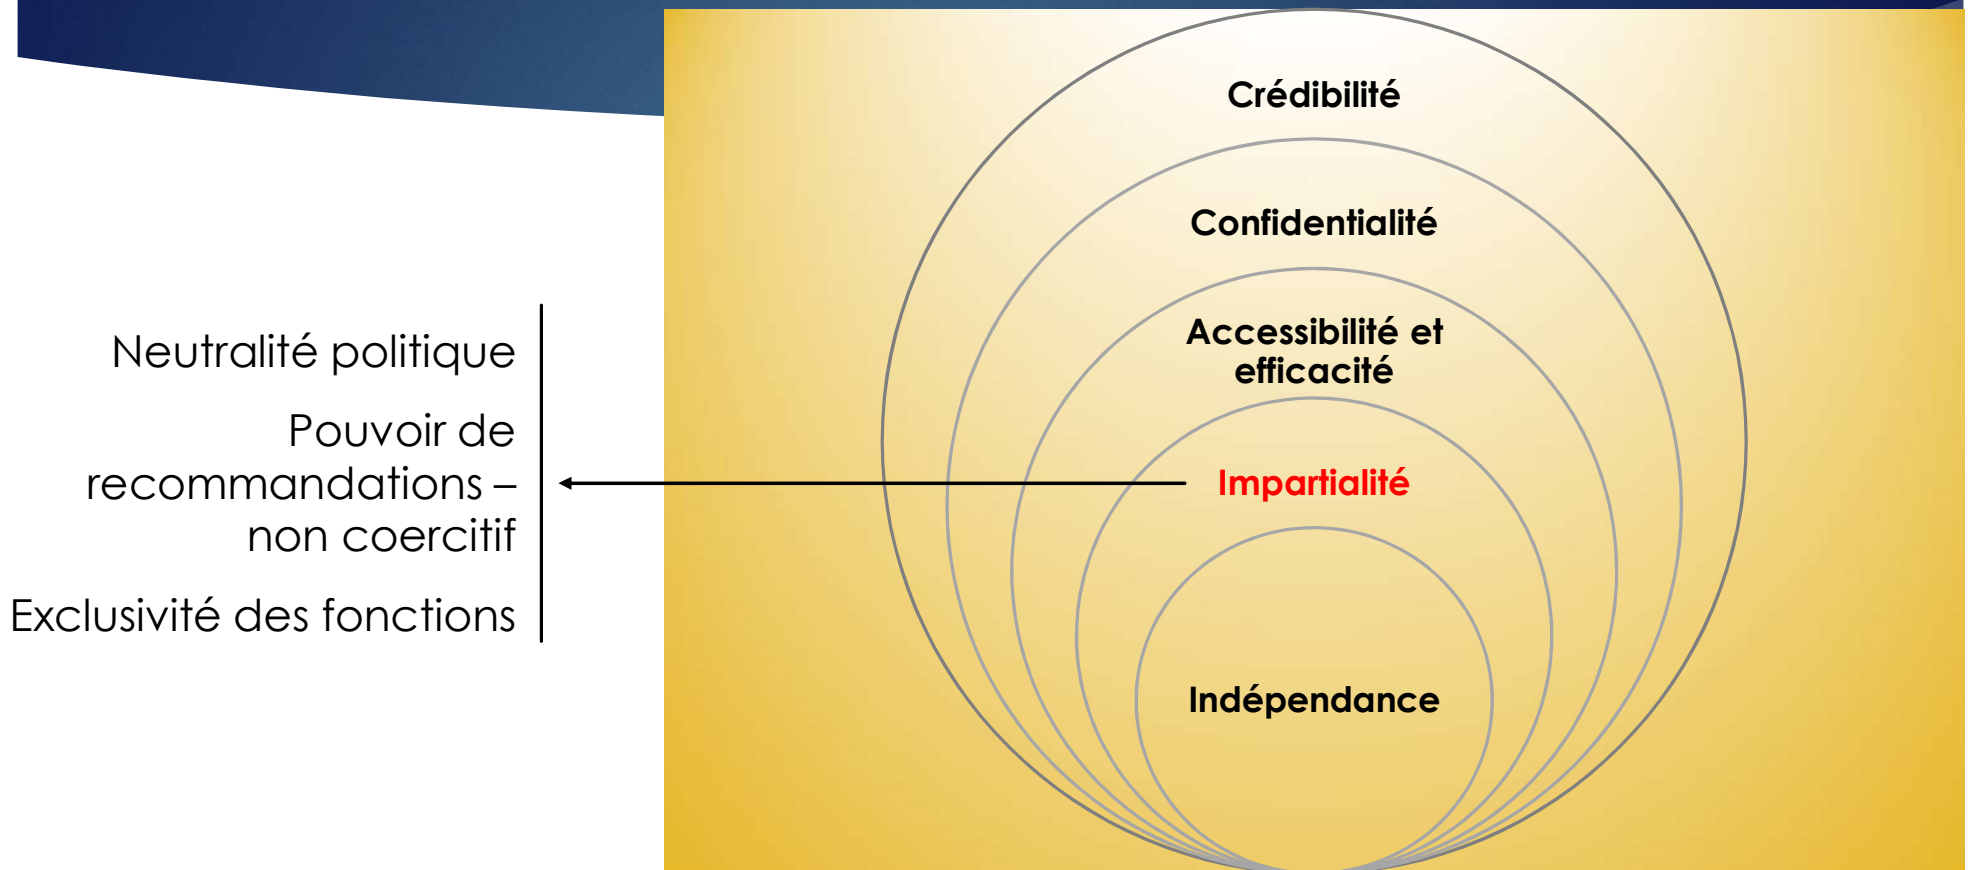 Neutralité politique
Pouvoir de
recommandations –
non coercitif
Exclusivité des fonctions
Crédibilité
Confidentialité
Accessibilité et
efficacité
Impartialité
Indépendance